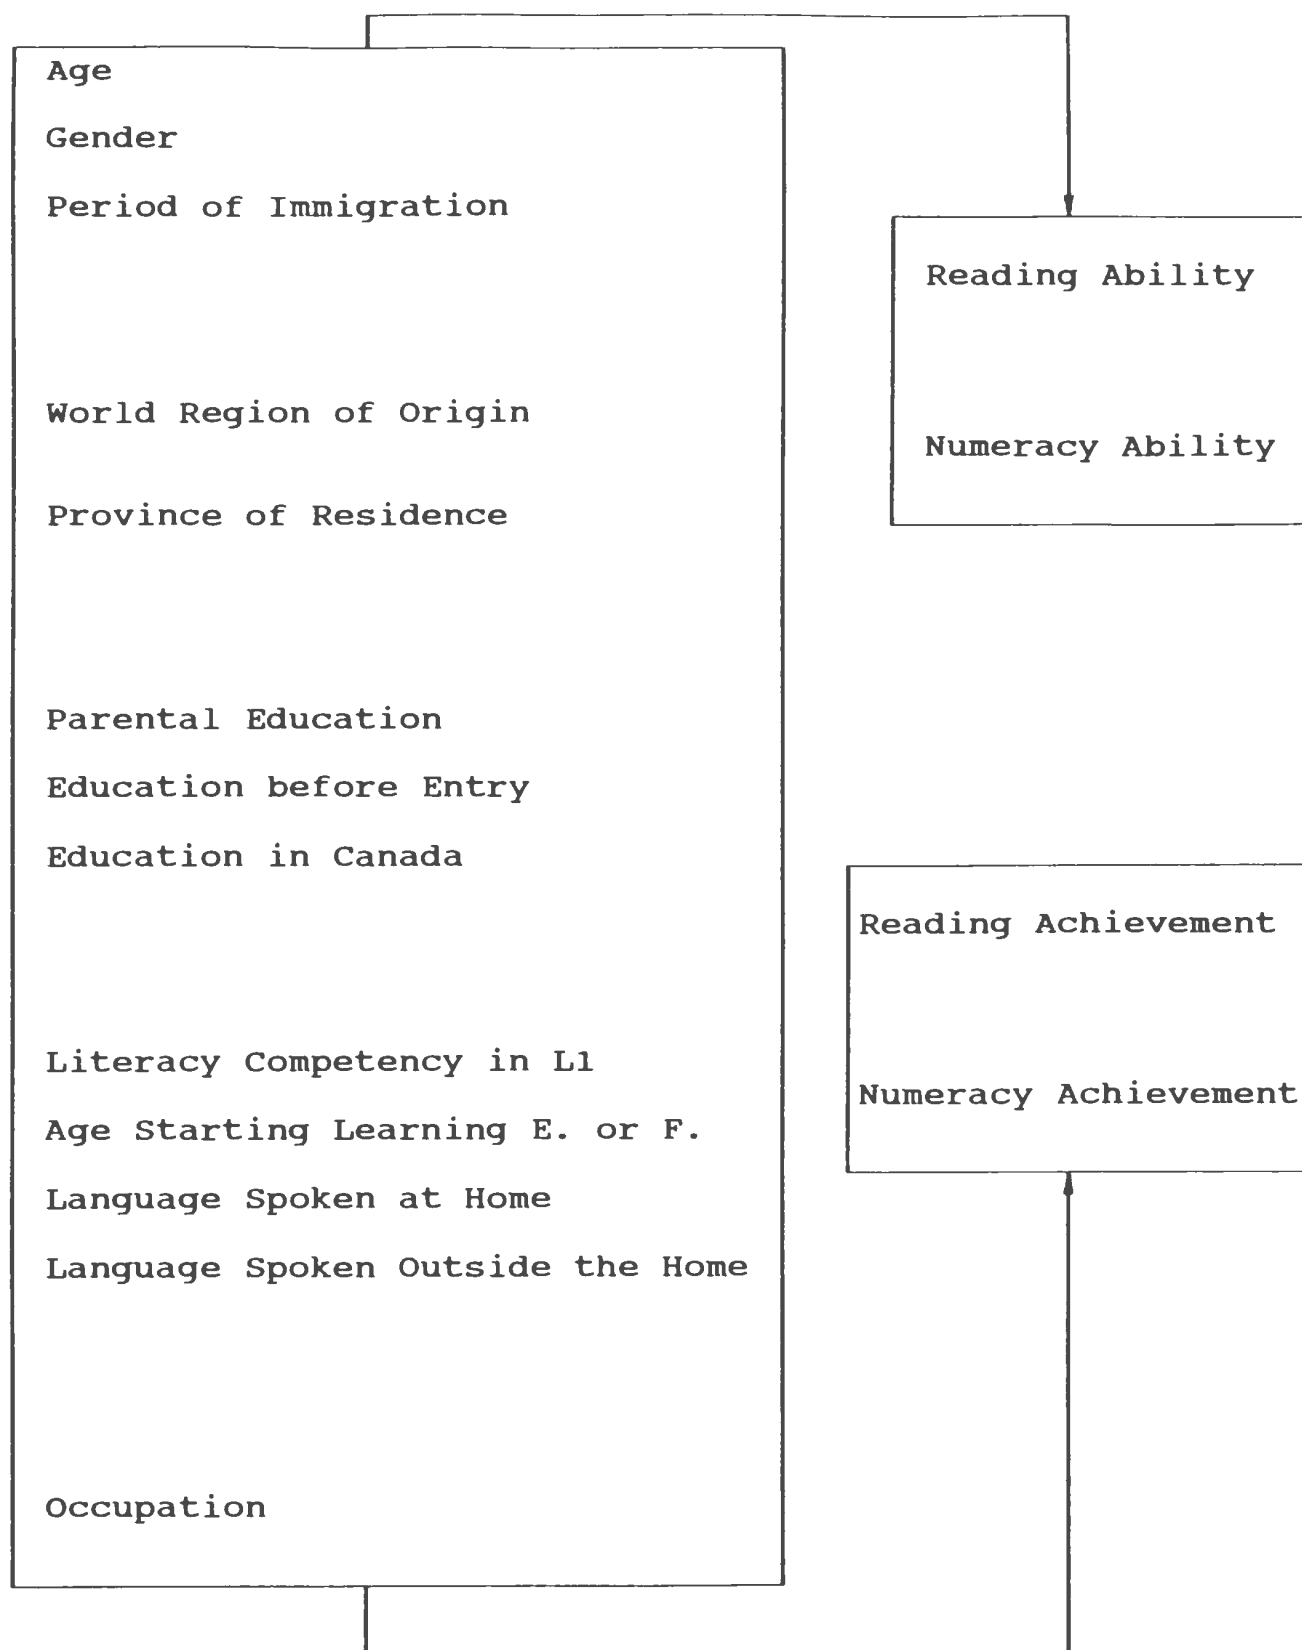 Age
Gender
Period of Immigration
World Region of Origin
Province of Residence
Parental Education
Education before Entry
Education in Canada
Literacy Competency in L1
Age Starting Learning E. or F.
Language Spoken at Home
Language Spoken Outside the Home
Occupation
Reading Ability
Numeracy Ability
Reading Achievement
Numeracy Achievement